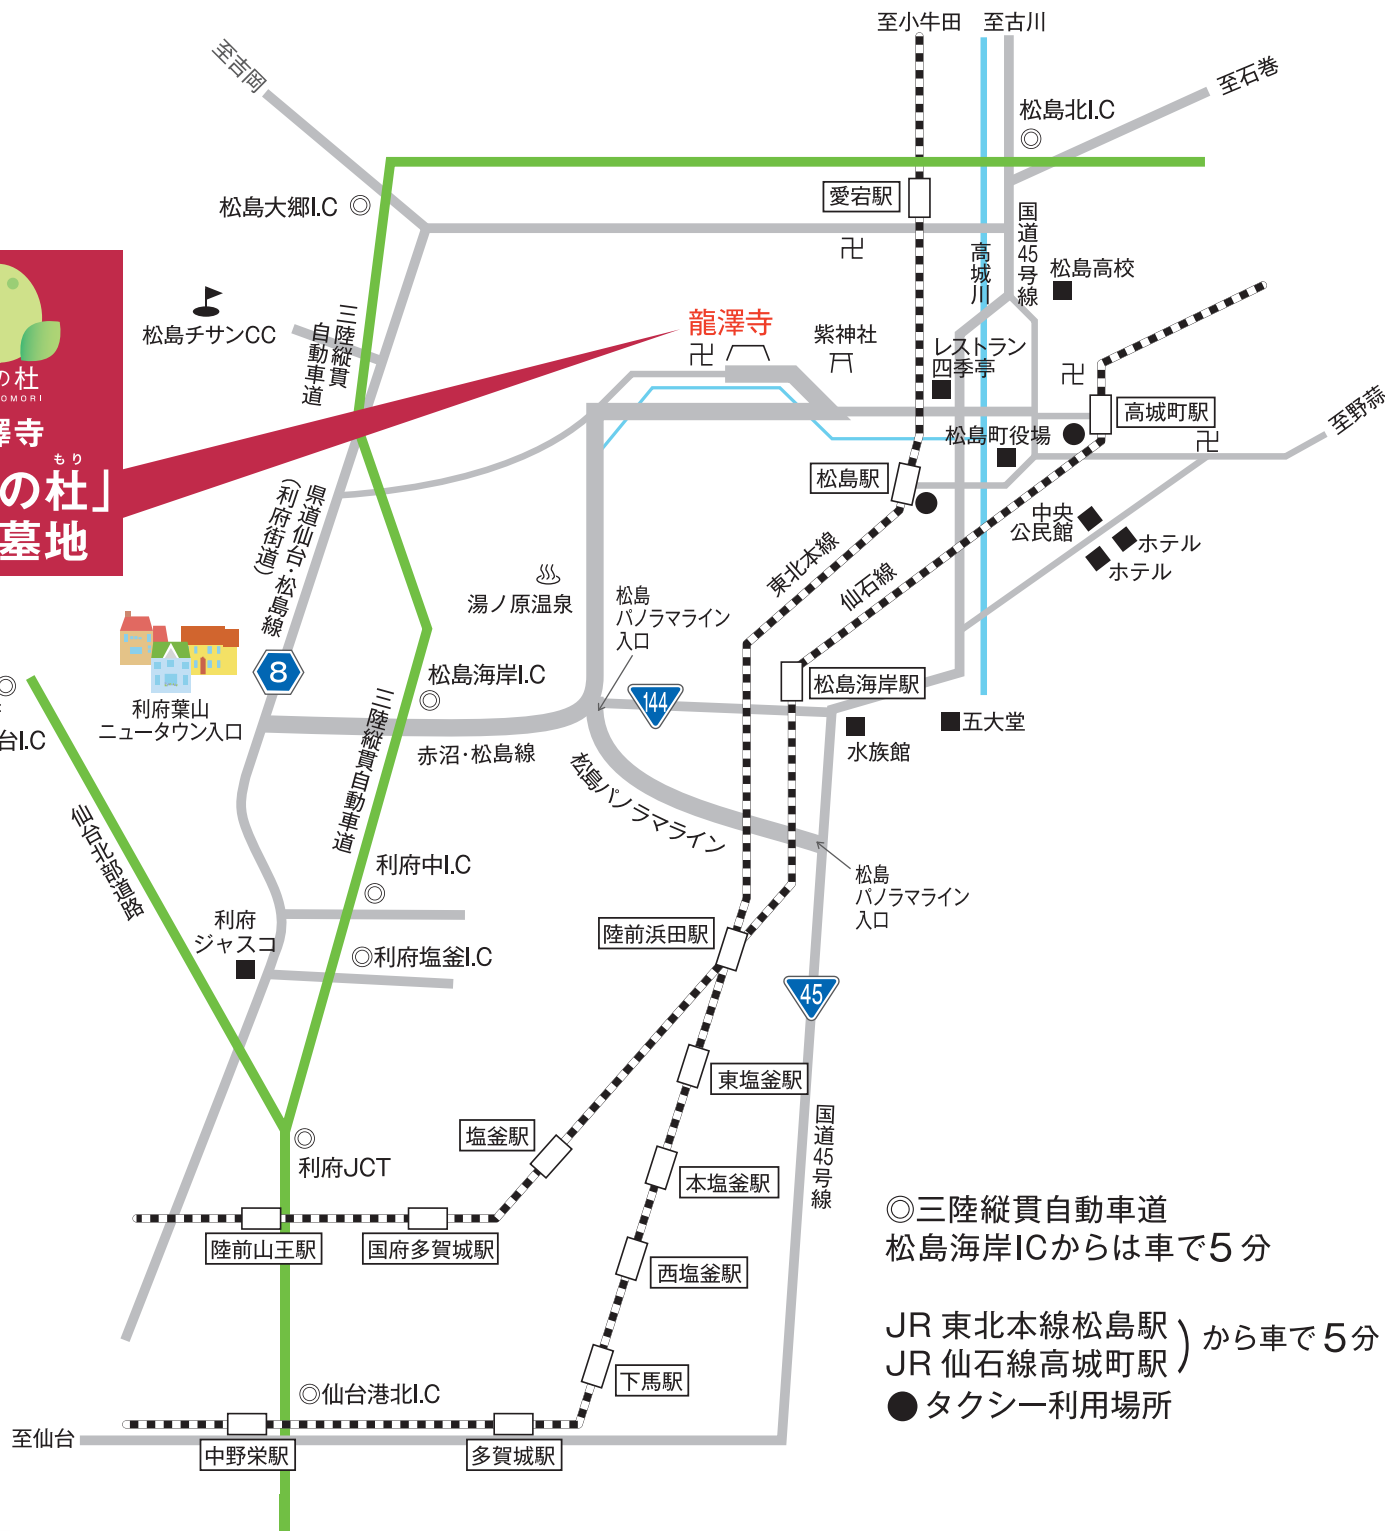 至小牛田
至古川
至吉岡
至石巻
松島北I.C
松島大郷I.C
愛宕駅
国道45号線
高城川
松島高校
松島チサンCC
三陸縦貫
自動車道
龍澤寺
紫神社
レストラン
四季亭
の杜
OMORI
澤寺
もり
の杜」
墓地
高城町駅
至野蒜
松島町役場
松島駅
県道仙台・松島線
(利府街道)
中央
公民館
ホテル
ホテル
東北本線
仙石線
湯ノ原温泉
松島
パノラマライン
入口
8
松島海岸I.C
144
松島海岸駅
利府葉山
ニュータウン入口
台I.C
五大堂
水族館
赤沼・松島線
三陸縦貫自動車道
松島パノラマライン
仙台北部道路
利府中I.C
松島
パノラマライン
入口
利府
ジャスコ
陸前浜田駅
◎利府塩釜I.C
45
東塩釜駅
国道45号線
塩釜駅
利府JCT
本塩釜駅
陸前山王駅
国府多賀城駅
西塩釜駅
下馬駅
◎仙台港北I.C
至仙台
中野栄駅
多賀城駅
◎三陸縦貫自動車道
松島海岸ICからは車で5分
JR 東北本線松島駅
JR 仙石線高城町駅
)から車で5分
●タクシー利用場所